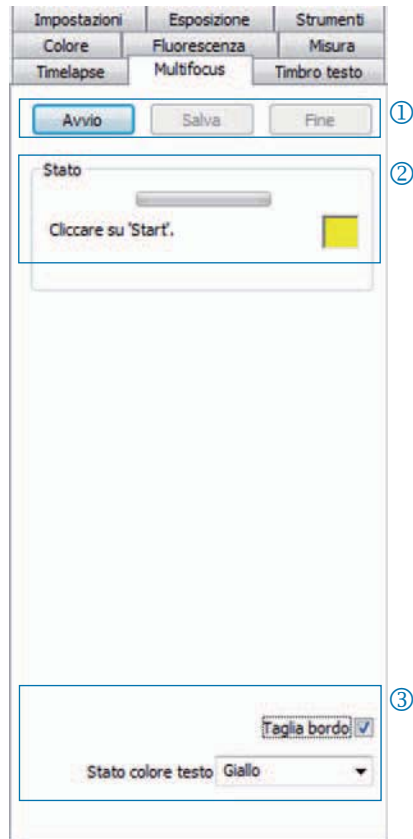 Impostazioni Esposizione Strumenti
Colore Fluorescenza Misura
Timelapse Multifocus Timbro testo
Avvio Salva Fine ①
Stato ②
Cliccare su 'Start'.
③
Taglia bordo
Stato colore testo Giallo